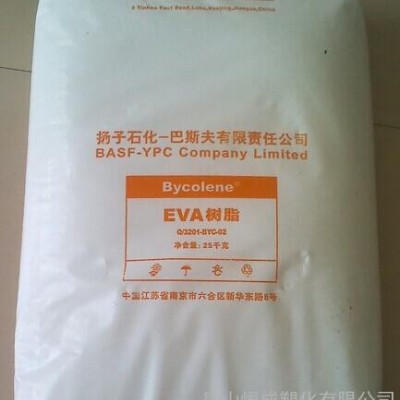 扬子石化-巴斯夫有限责任公司
BASF-YPC Company Limited
Bycolene®
EVA树脂
Q/3201-BYC-02
净含量:25千克
中国江苏省南京市六合区新华东路8号